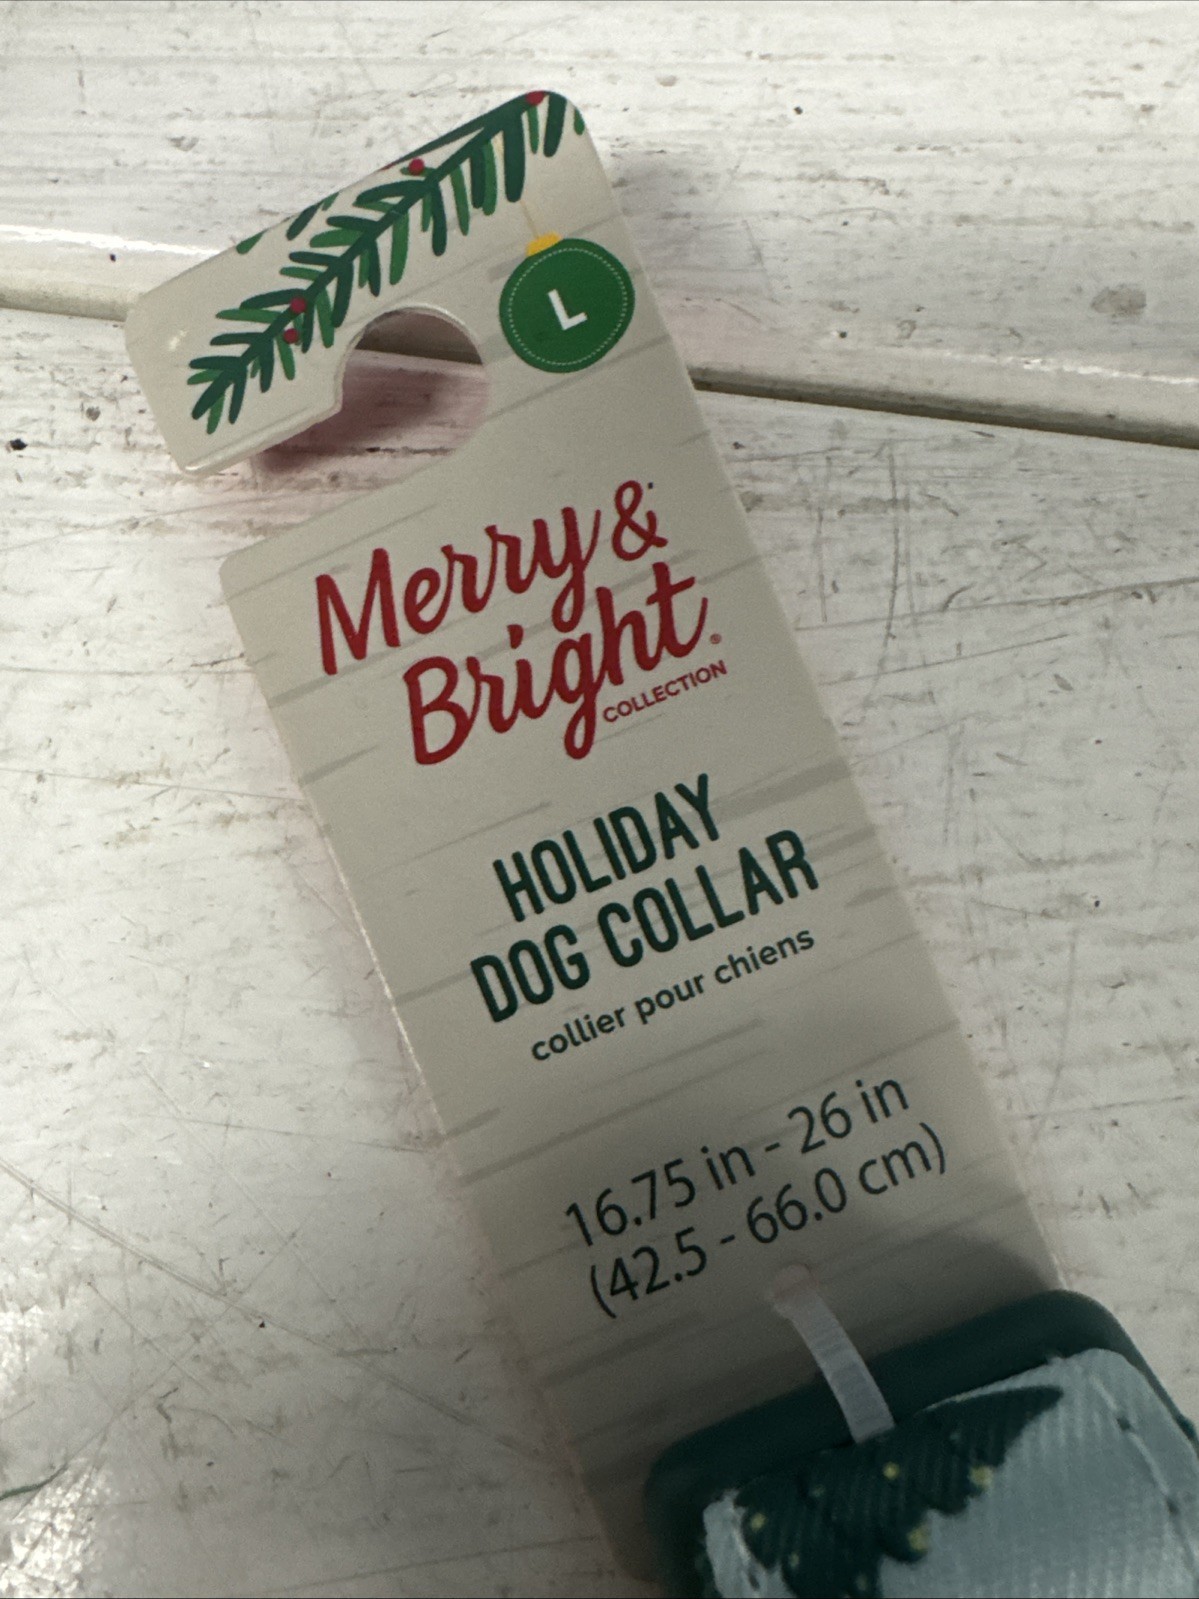 L
Merry &
Bright®
COLLECTION
HOLIDAY
DOG COLLAR
collier pour chiens
16.75 in - 26 in
(42.5 - 66.0 cm)